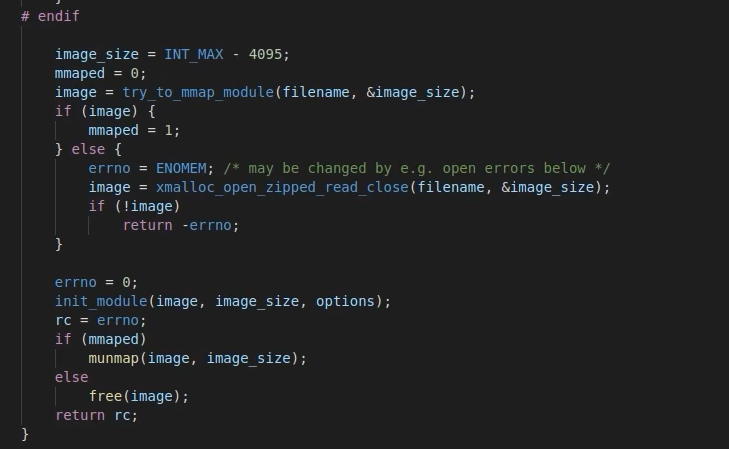 }
# endif

    image_size = INT_MAX - 4095;
    mmaped = 0;
    image = try_to_mmap_module(filename, &image_size);
    if (image) {
        mmaped = 1;
    } else {
        errno = ENOMEM; /* may be changed by e.g. open errors below */
        image = xmalloc_open_zipped_read_close(filename, &image_size);
        if (!image)
            return -errno;
    }

    errno = 0;
    init_module(image, image_size, options);
    rc = errno;
    if (mmaped)
        munmap(image, image_size);
    else
        free(image);
    return rc;
}